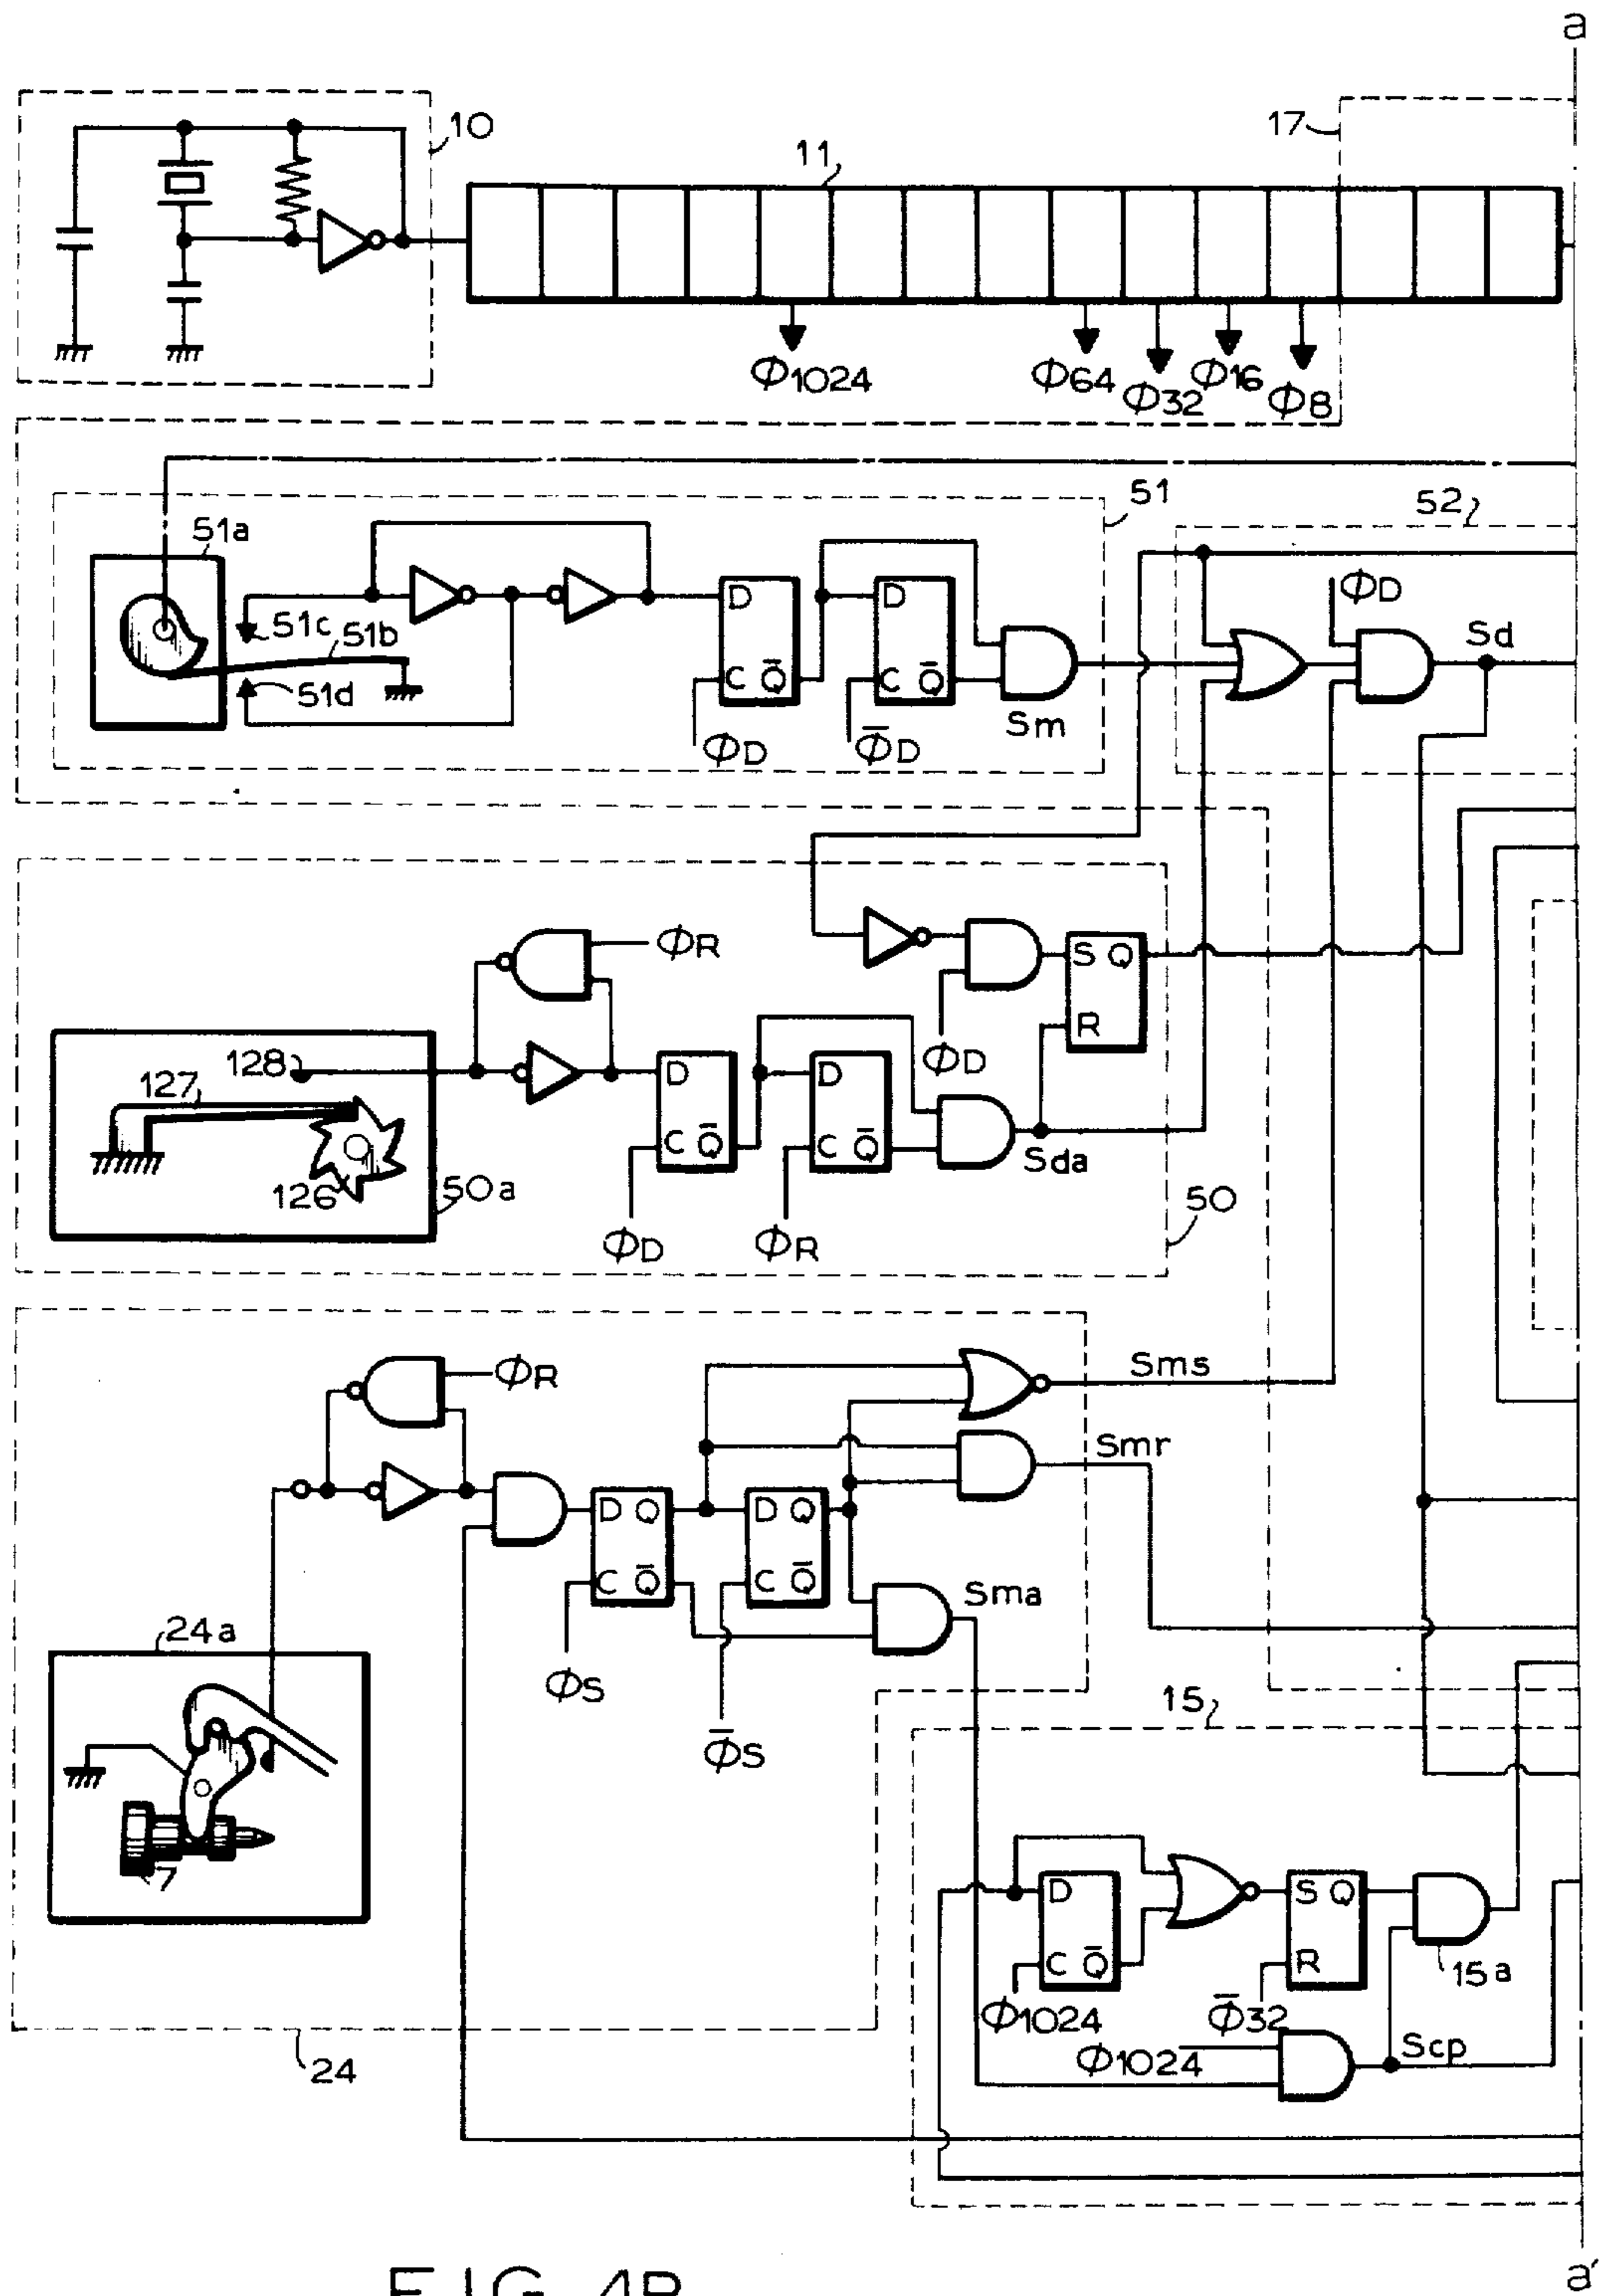 a
10
11
17
Φ1024
Φ64
Φ32
Φ16
Φ8
51
52
51a
51c
51b
51d
D
C Q̄
D
C Q̄
Sm
ΦD
Φ̄D
ΦD
Sd
ΦR
S Q
R
ΦD
128
127
126
50a
D
C Q̄
D
C Q̄
Sda
ΦD
ΦR
50
ΦR
Sms
Smr
D Q
C Q̄
D Q
C Q̄
Sma
ΦS
Φ̄S
24a
7
15
D
C Q̄
S Q
R
15a
Φ1024
Φ̄32
Φ1024
Scp
24
FIG. 4B
a'